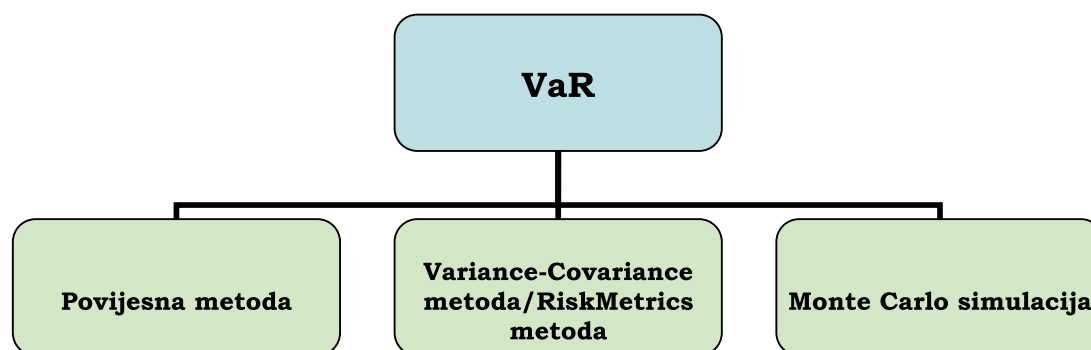 VaR
Povijesna metoda
Variance-Covariance
metoda/RiskMetrics
metoda
Monte Carlo simulacija